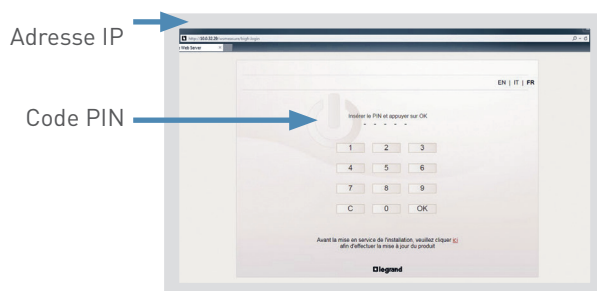 Adresse IP
Web Server
EN | IT | FR
Code PIN
Insérer le PIN et appuyer sur OK
- - - - -
1 2 3
4 5 6
7 8 9
C 0 OK
Avant la mise en service de l'installation, veuillez cliquer ici
afin d'effectuer la mise à jour du produit
legrand